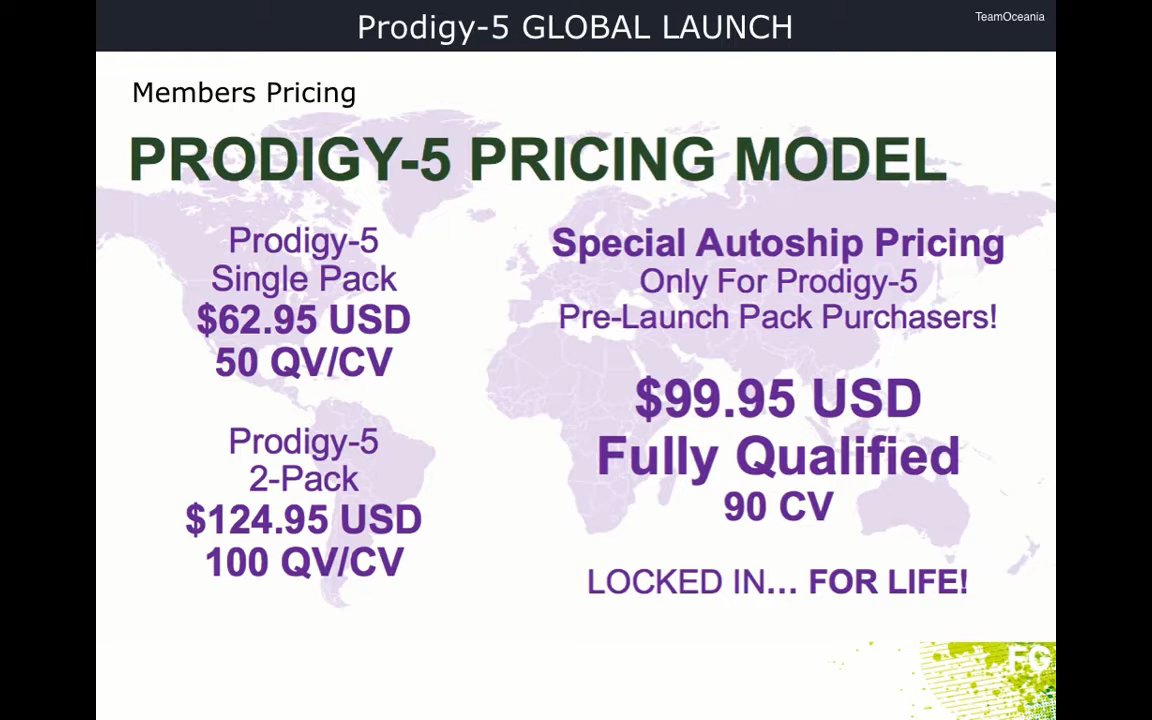 Prodigy-5 GLOBAL LAUNCH
TeamOceania
Members Pricing
PRODIGY-5 PRICING MODEL
Prodigy-5
Single Pack
$62.95 USD
50 QV/CV
Prodigy-5
2-Pack
$124.95 USD
100 QV/CV
Special Autoship Pricing
Only For Prodigy-5
Pre-Launch Pack Purchasers!
$99.95 USD
Fully Qualified
90 CV
LOCKED IN... FOR LIFE!
FG